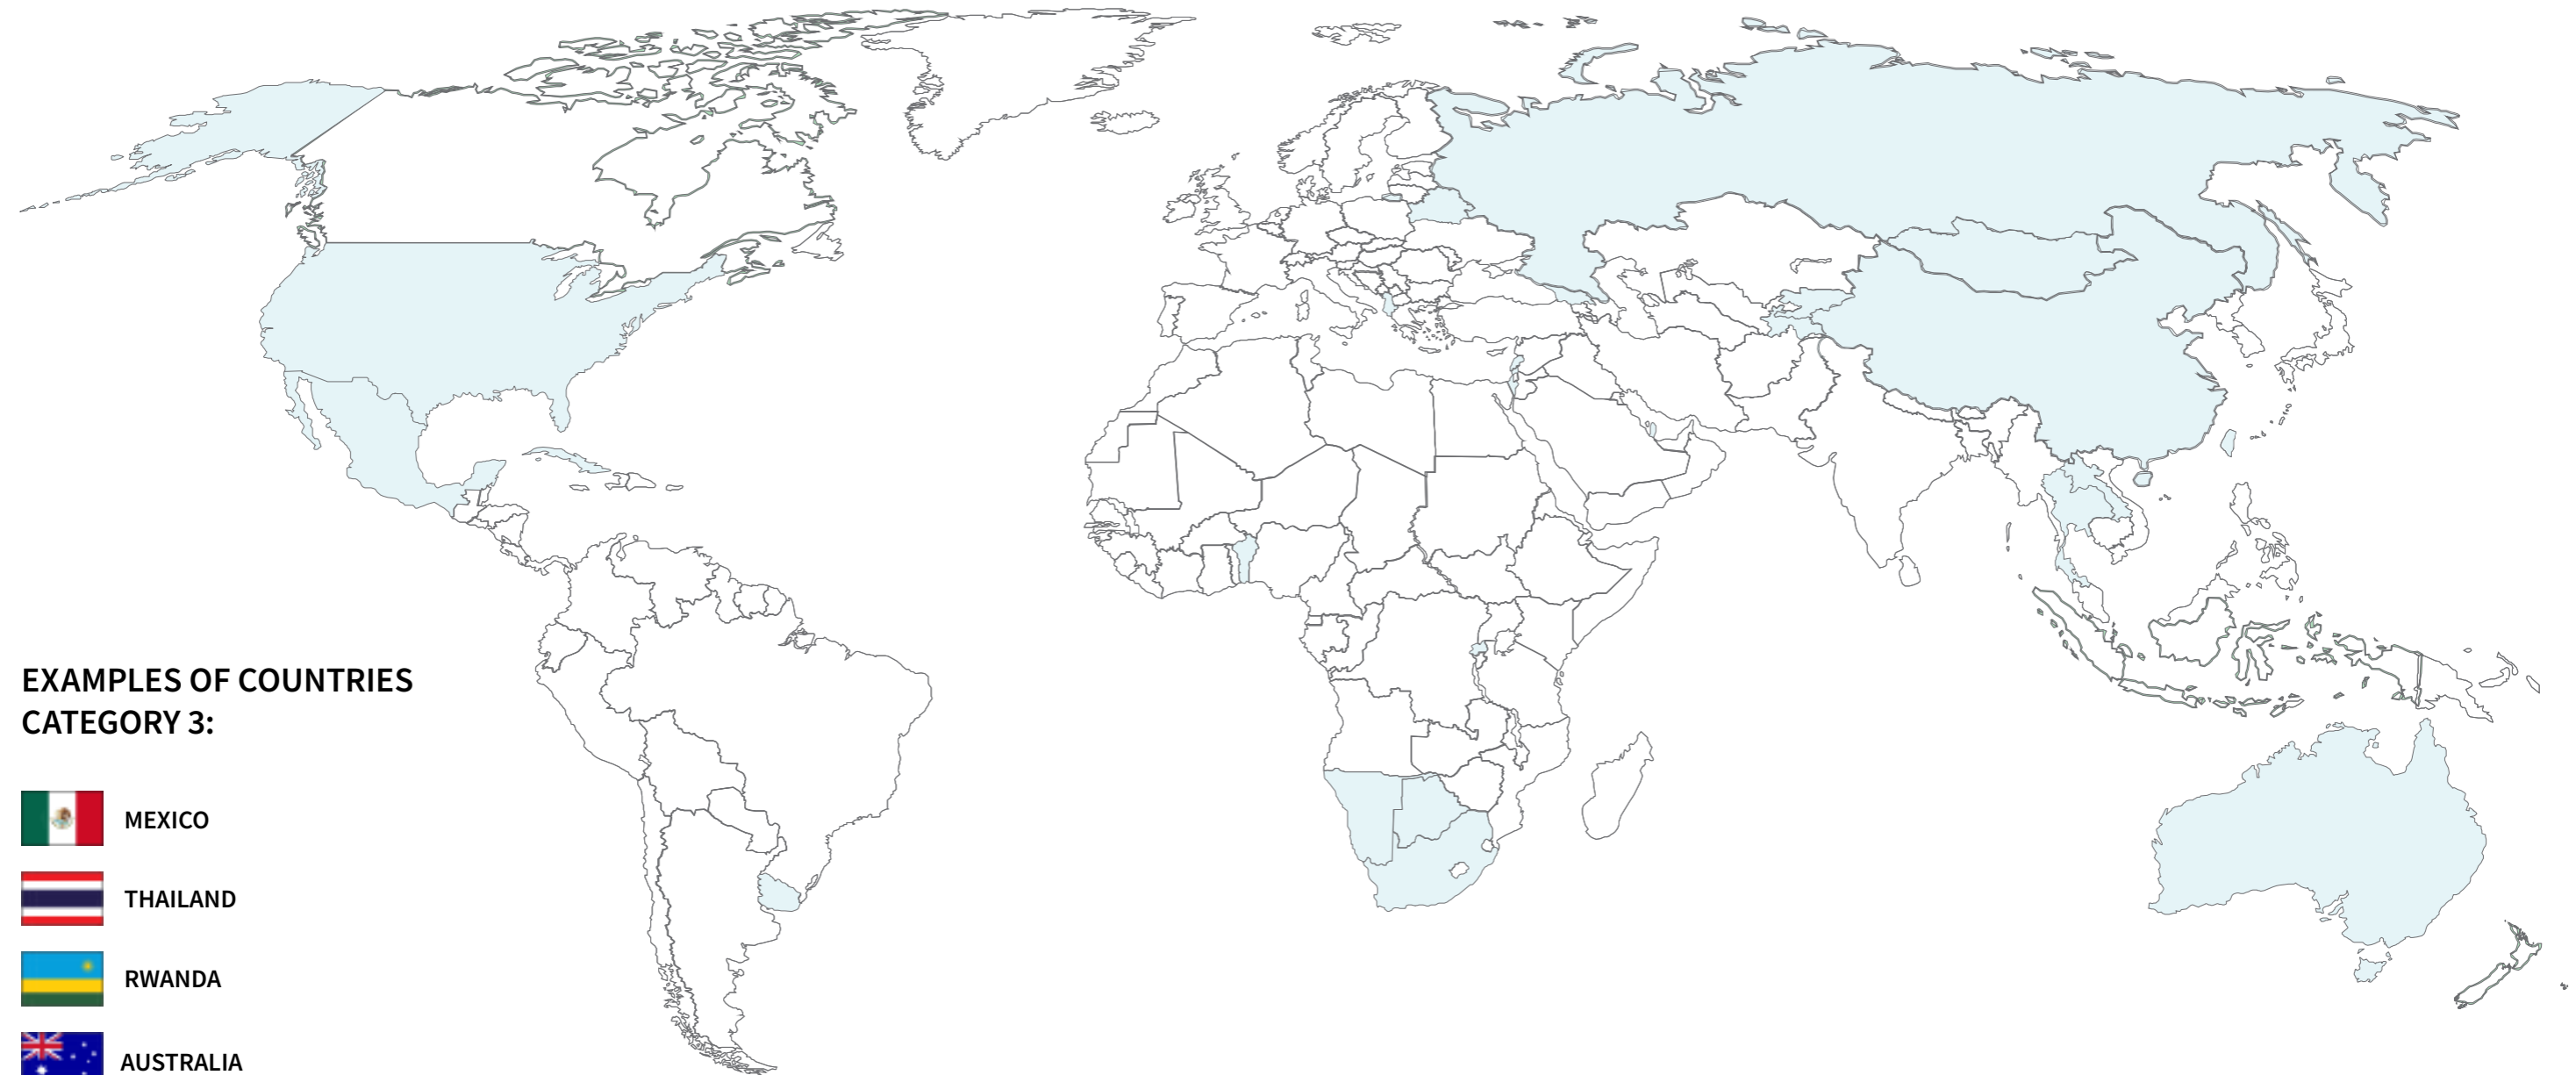 EXAMPLES OF COUNTRIES
CATEGORY 3:
MEXICO
THAILAND
RWANDA
AUSTRALIA